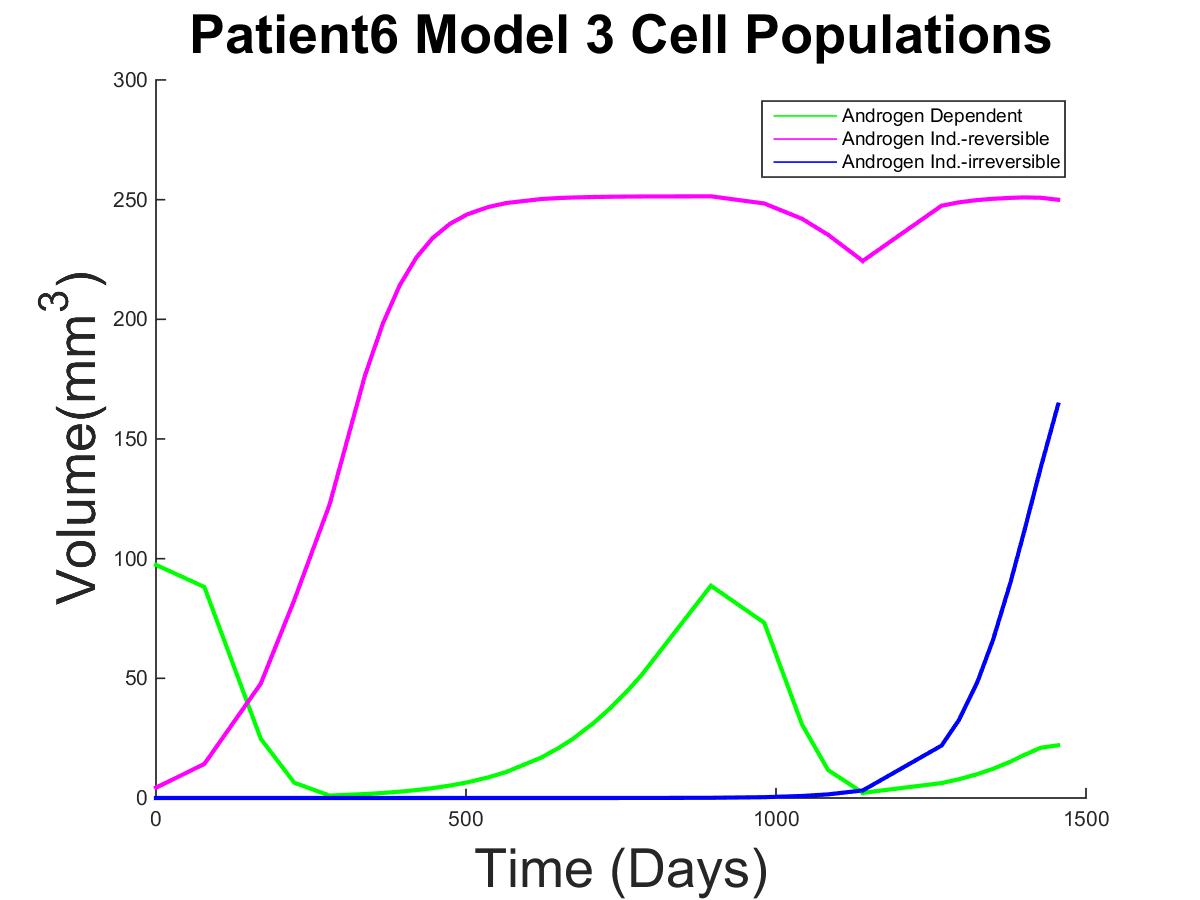 Patient6 Model 3 Cell Populations
300
250
200
150
100
50
0
Volume(mm³)
Androgen Dependent
Androgen Ind.-reversible
Androgen Ind.-irreversible
0 500 1000 1500
Time (Days)